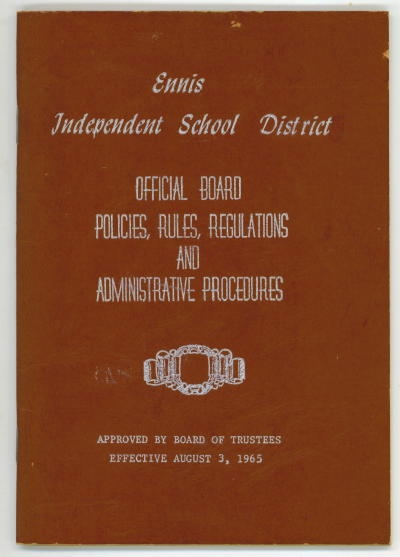 Ennis
Independent School District
OFFICIAL BOARD
POLICIES, RULES, REGULATIONS
AND
ADMINISTRATIVE PROCEDURES
APPROVED BY BOARD OF TRUSTEES
EFFECTIVE AUGUST 3, 1965